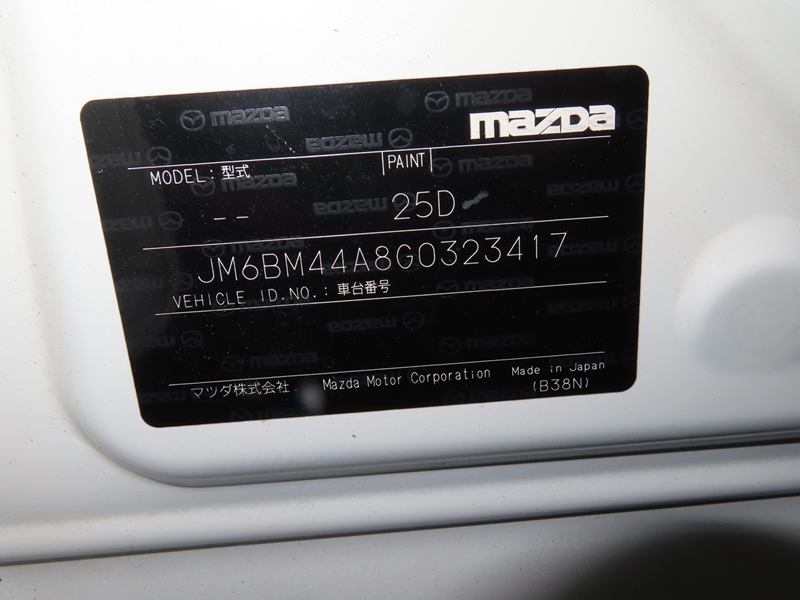 mazda
MODEL: 型式 PAINT
-- 25D
JM6BM44A8G0323417
VEHICLE ID.NO.: 車台番号
マツダ株式会社 Mazda Motor Corporation Made in Japan
(B38N)